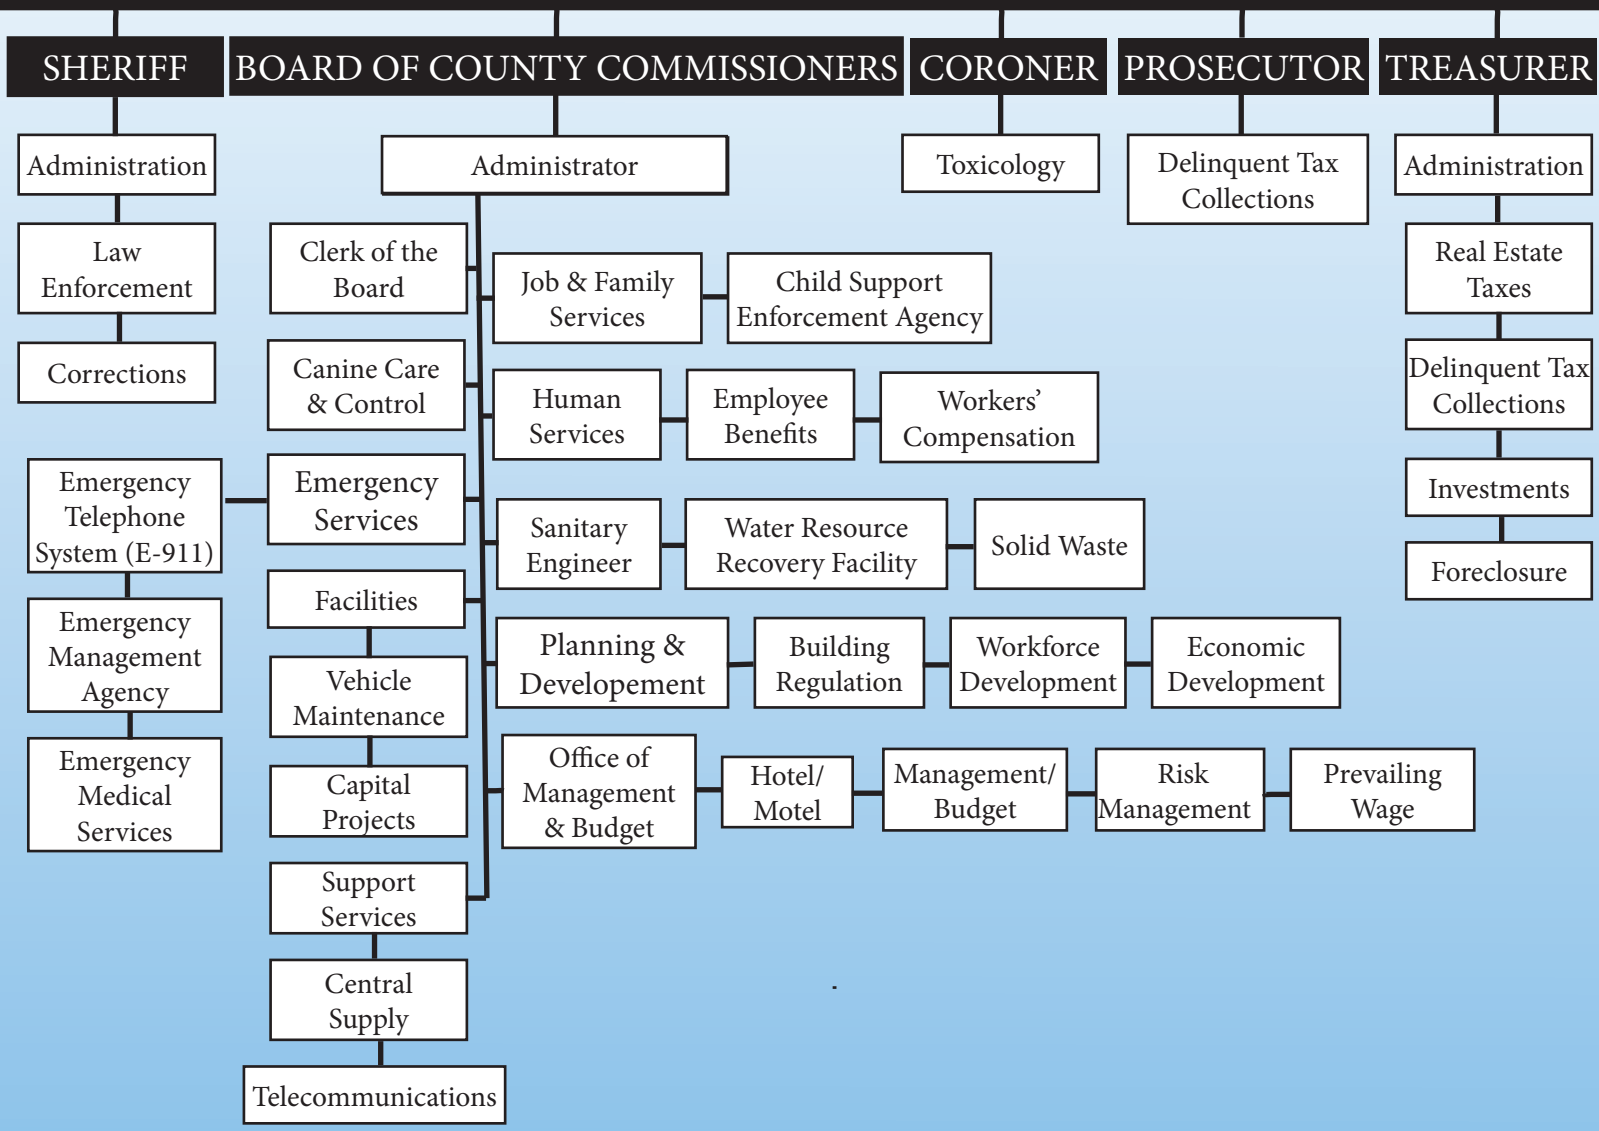 SHERIFF
BOARD OF COUNTY COMMISSIONERS
CORONER
PROSECUTOR
TREASURER
Administration
Law
Enforcement
Corrections
Administrator
Clerk of the
Board
Canine Care
& Control
Emergency
Services
Emergency
Telephone
System (E-911)
Emergency
Management
Agency
Emergency
Medical
Services
Facilities
Vehicle
Maintenance
Capital
Projects
Support
Services
Central
Supply
Telecommunications
Job & Family
Services
Child Support
Enforcement Agency
Human
Services
Employee
Benefits
Workers’
Compensation
Sanitary
Engineer
Water Resource
Recovery Facility
Solid Waste
Planning &
Developement
Building
Regulation
Workforce
Development
Economic
Development
Office of
Management
& Budget
Hotel/
Motel
Management/
Budget
Risk
Management
Prevailing
Wage
Toxicology
Delinquent Tax
Collections
Administration
Real Estate
Taxes
Delinquent Tax
Collections
Investments
Foreclosure